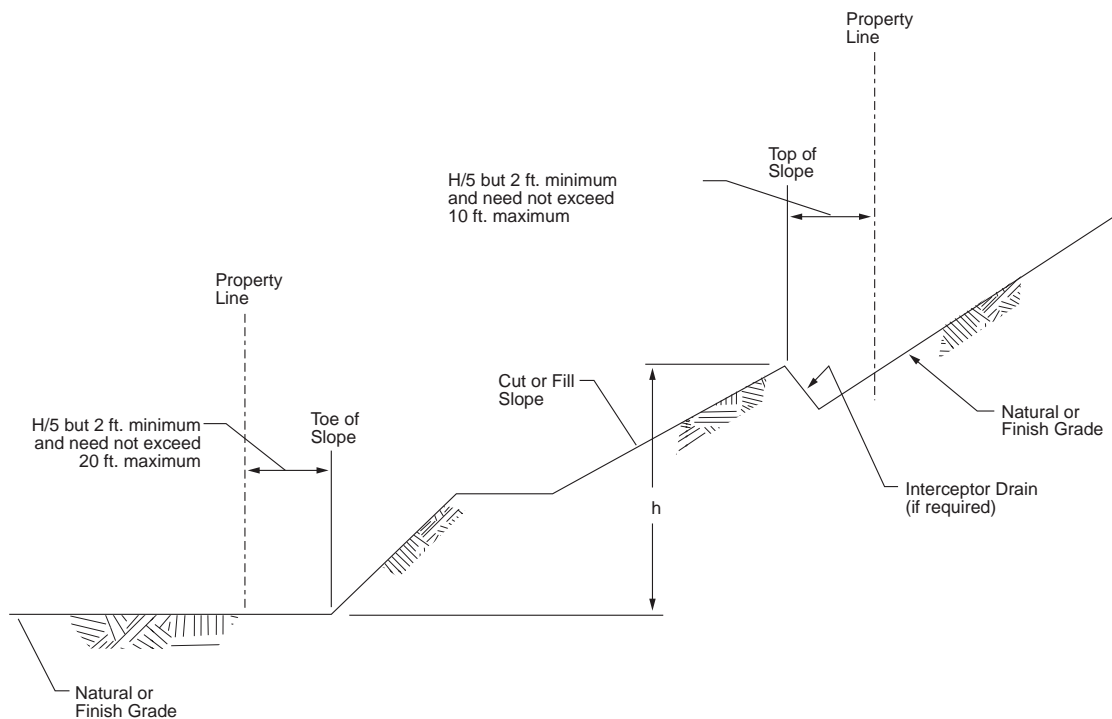 Property
Line
Top of
Slope
H/5 but 2 ft. minimum
and need not exceed
10 ft. maximum
Property
Line
Cut or Fill
Slope
Toe of
Slope
H/5 but 2 ft. minimum
and need not exceed
20 ft. maximum
Natural or
Finish Grade
Interceptor Drain
(if required)
h
Natural or
Finish Grade